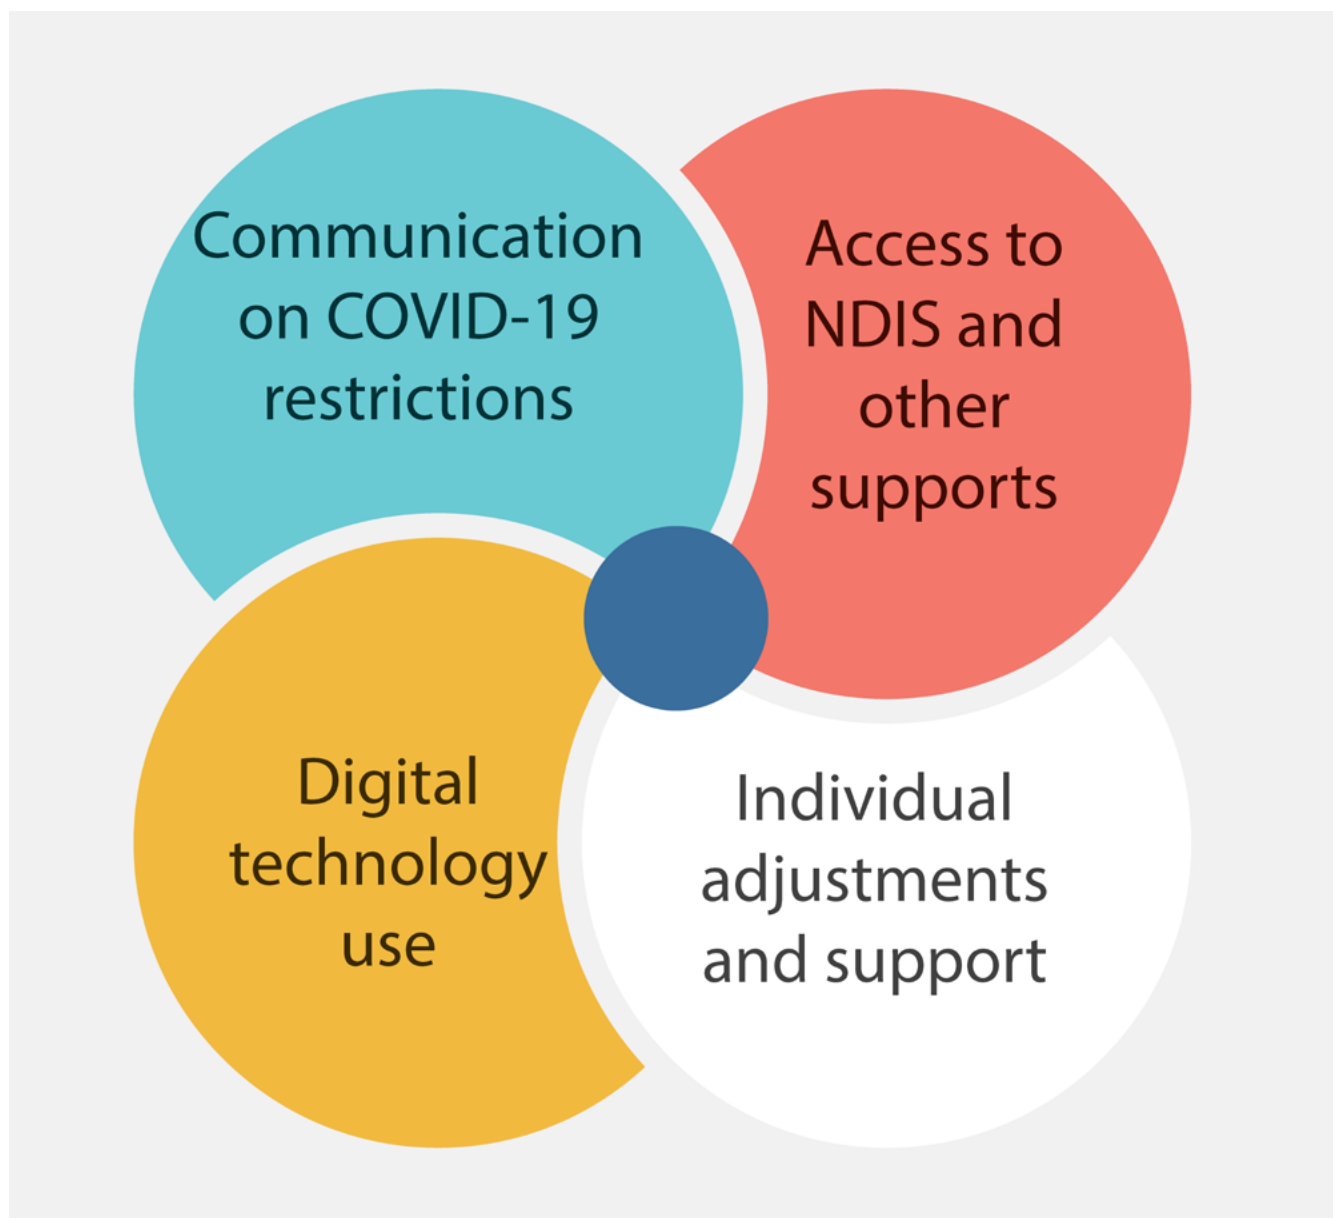 Communication
on COVID-19
restrictions
Access to
NDIS and
other
supports
Digital
technology
use
Individual
adjustments
and support